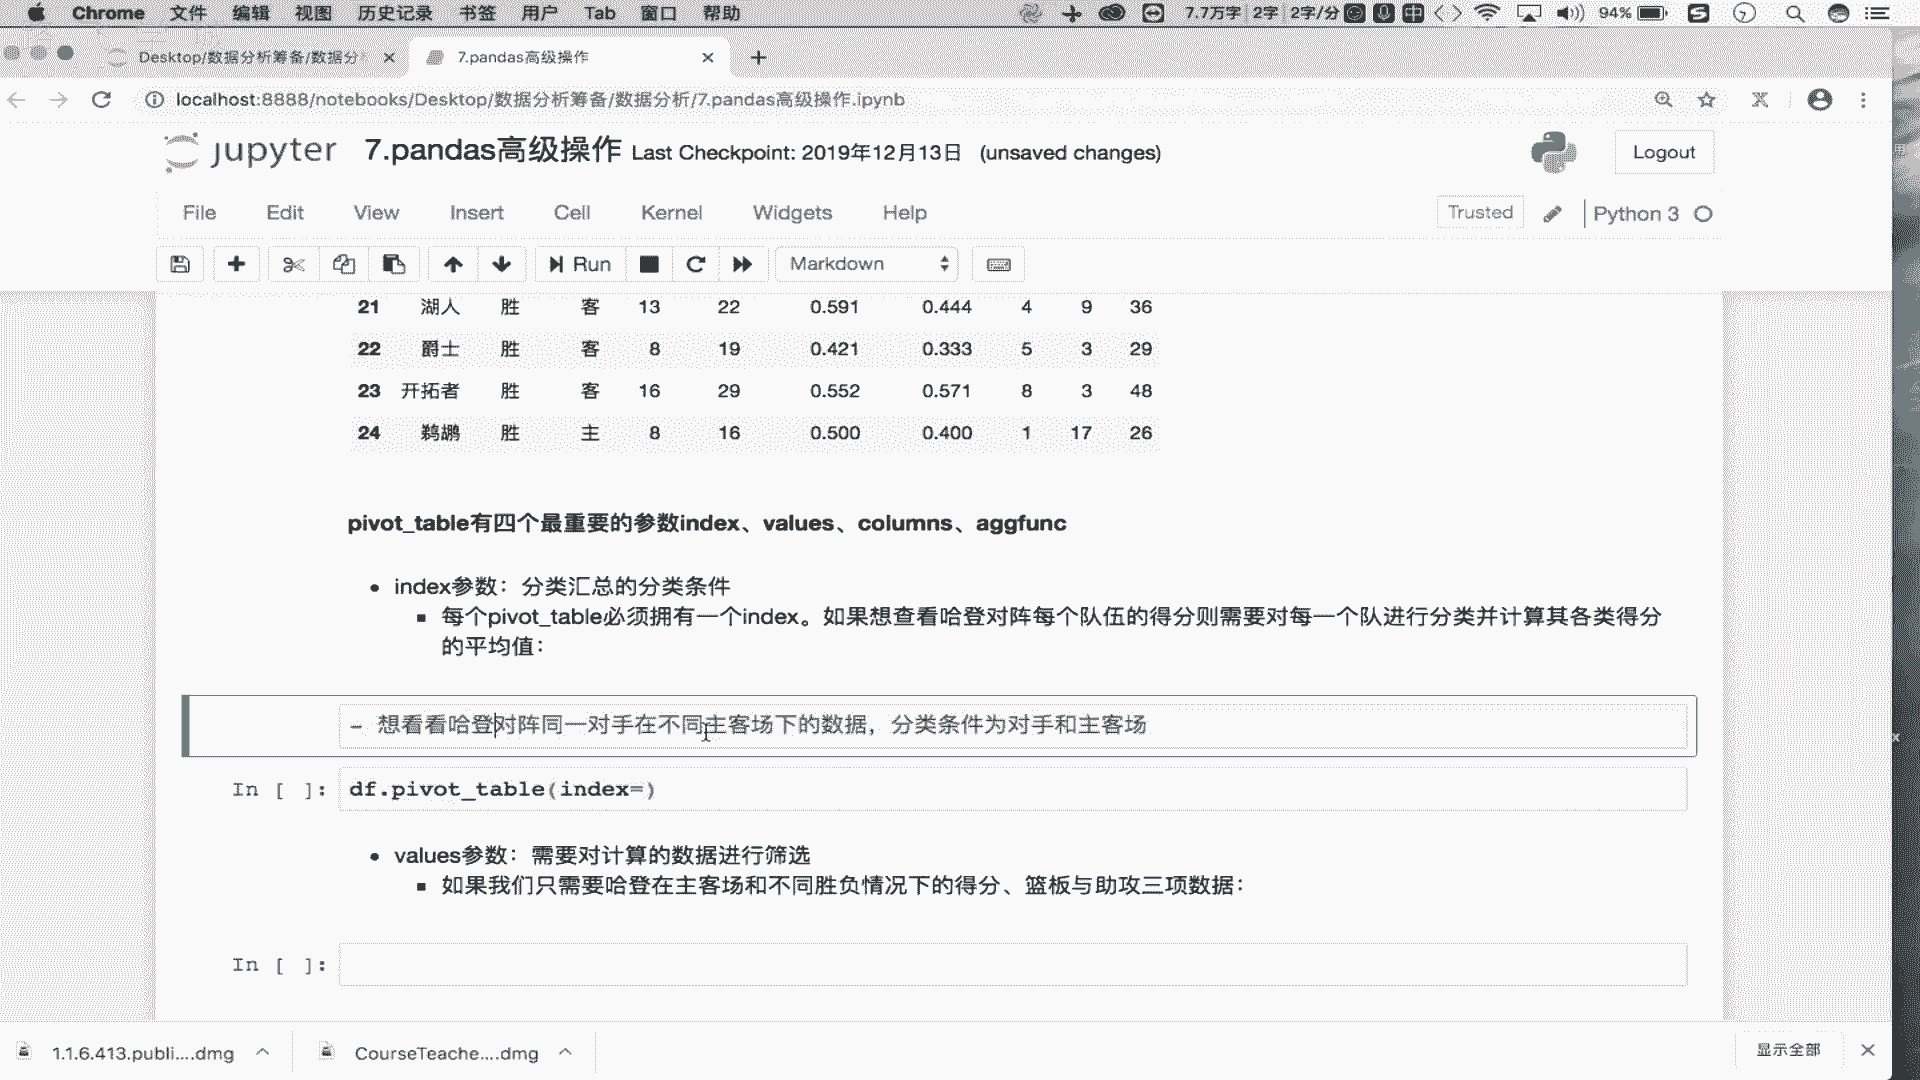 Chrome 文件 编辑 视图 历史记录 书签 用户 Tab 窗口 帮助 7.7万字 2字 2字/分 中 94% S
Desktop/数据分析筹备/数据分 7.pandas高级操作
localhost:8888/notebooks/Desktop/数据分析筹备/数据分析/7.pandas高级操作.ipynb
jupyter 7.pandas高级操作 Last Checkpoint: 2019年12月13日 (unsaved changes) Logout
File Edit View Insert Cell Kernel Widgets Help Trusted Python 3
Run Markdown
21 湖人 胜 客 13 22 0.591 0.444 4 9 36
22 爵士 胜 客 8 19 0.421 0.333 5 3 29
23 开拓者 胜 客 16 29 0.552 0.571 8 3 48
24 鹈鹕 胜 主 8 16 0.500 0.400 1 17 26
pivot_table有四个最重要的参数index、values、columns、aggfunc
• index参数：分类汇总的分类条件
▪ 每个pivot_table必须拥有一个index。如果想查看哈登对阵每个队伍的得分则需要对每一个队进行分类并计算其各类得分
的平均值：
- 想看看哈登对阵同一对手在不同主客场下的数据，分类条件为对手和主客场
In [ ]: df.pivot_table(index=)
• values参数：需要对计算的数据进行筛选
▪ 如果我们只需要哈登在主客场和不同胜负情况下的得分、篮板与助攻三项数据：
In [ ]:
1.1.6.413.publi....dmg CourseTeache....dmg 显示全部